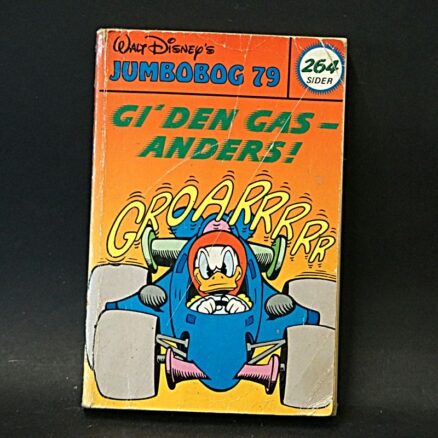 WALT DISNEY'S
JUMBOBOG 79
264
SIDER
GI' DEN GAS –
ANDERS!
GROARRRRR